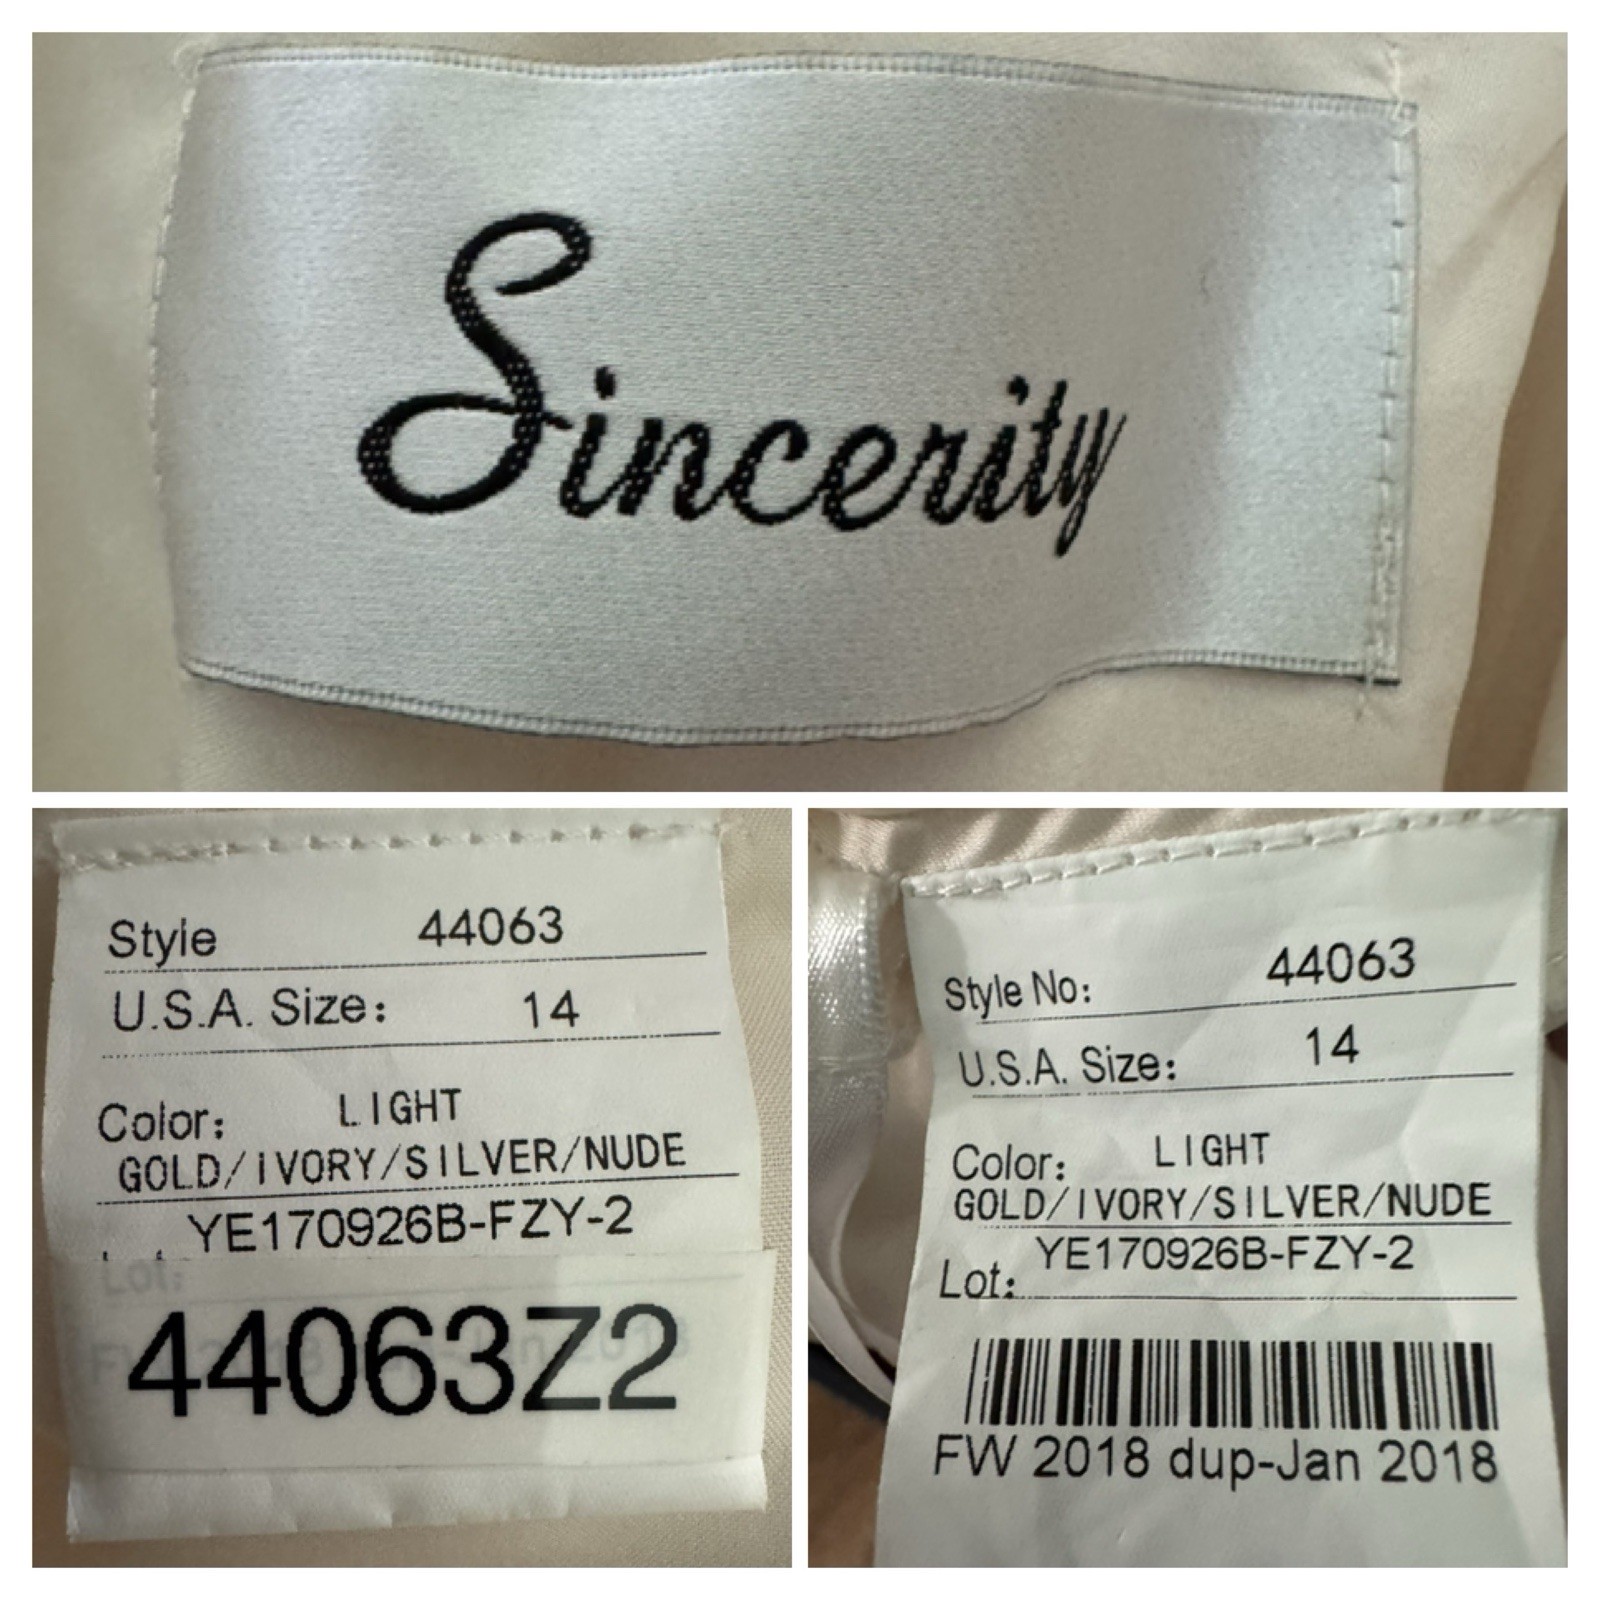 Sincerity
Style 44063
U.S.A. Size: 14
Color: LIGHT
GOLD/IVORY/SILVER/NUDE
YE170926B-FZY-2
Lot:
44063Z2
Style No: 44063
U.S.A. Size: 14
Color: LIGHT
GOLD/IVORY/SILVER/NUDE
YE170926B-FZY-2
Lot:
FW 2018 dup-Jan 2018